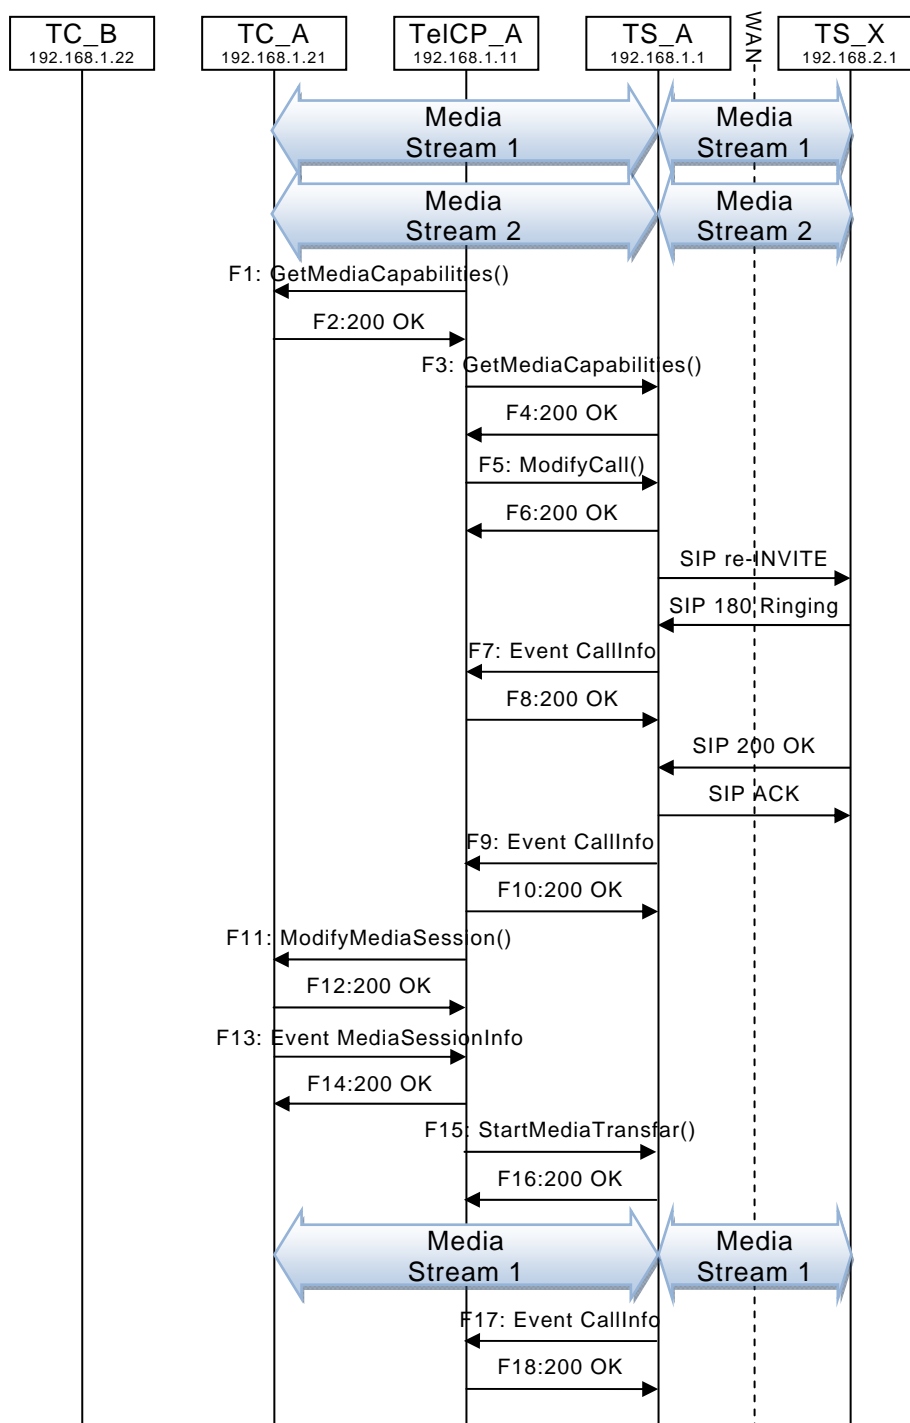 TC_B
192.168.1.22
TC_A
192.168.1.21
TelCP_A
192.168.1.11
TS_A
192.168.1.1
WAN
TS_X
192.168.2.1
Media
Stream 1
Media
Stream 1
Media
Stream 2
Media
Stream 2
F1: GetMediaCapabilities()
F2:200 OK
F3: GetMediaCapabilities()
F4:200 OK
F5: ModifyCall()
F6:200 OK
SIP re-INVITE
SIP 180 Ringing
F7: Event CallInfo
F8:200 OK
SIP 200 OK
SIP ACK
F9: Event CallInfo
F10:200 OK
F11: ModifyMediaSession()
F12:200 OK
F13: Event MediaSessionInfo
F14:200 OK
F15: StartMediaTransfar()
F16:200 OK
Media
Stream 1
Media
Stream 1
F17: Event CallInfo
F18:200 OK